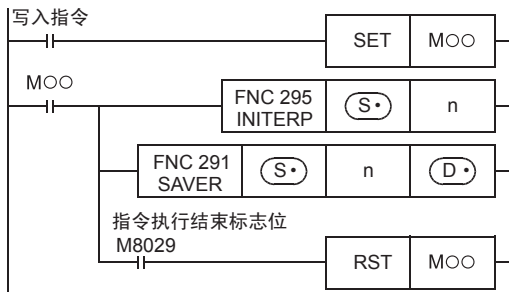 写入指令
SET M○○
M○○
FNC 295 INITERP S• n
FNC 291 SAVER S• n D•
指令执行结束标志位
M8029
RST M○○